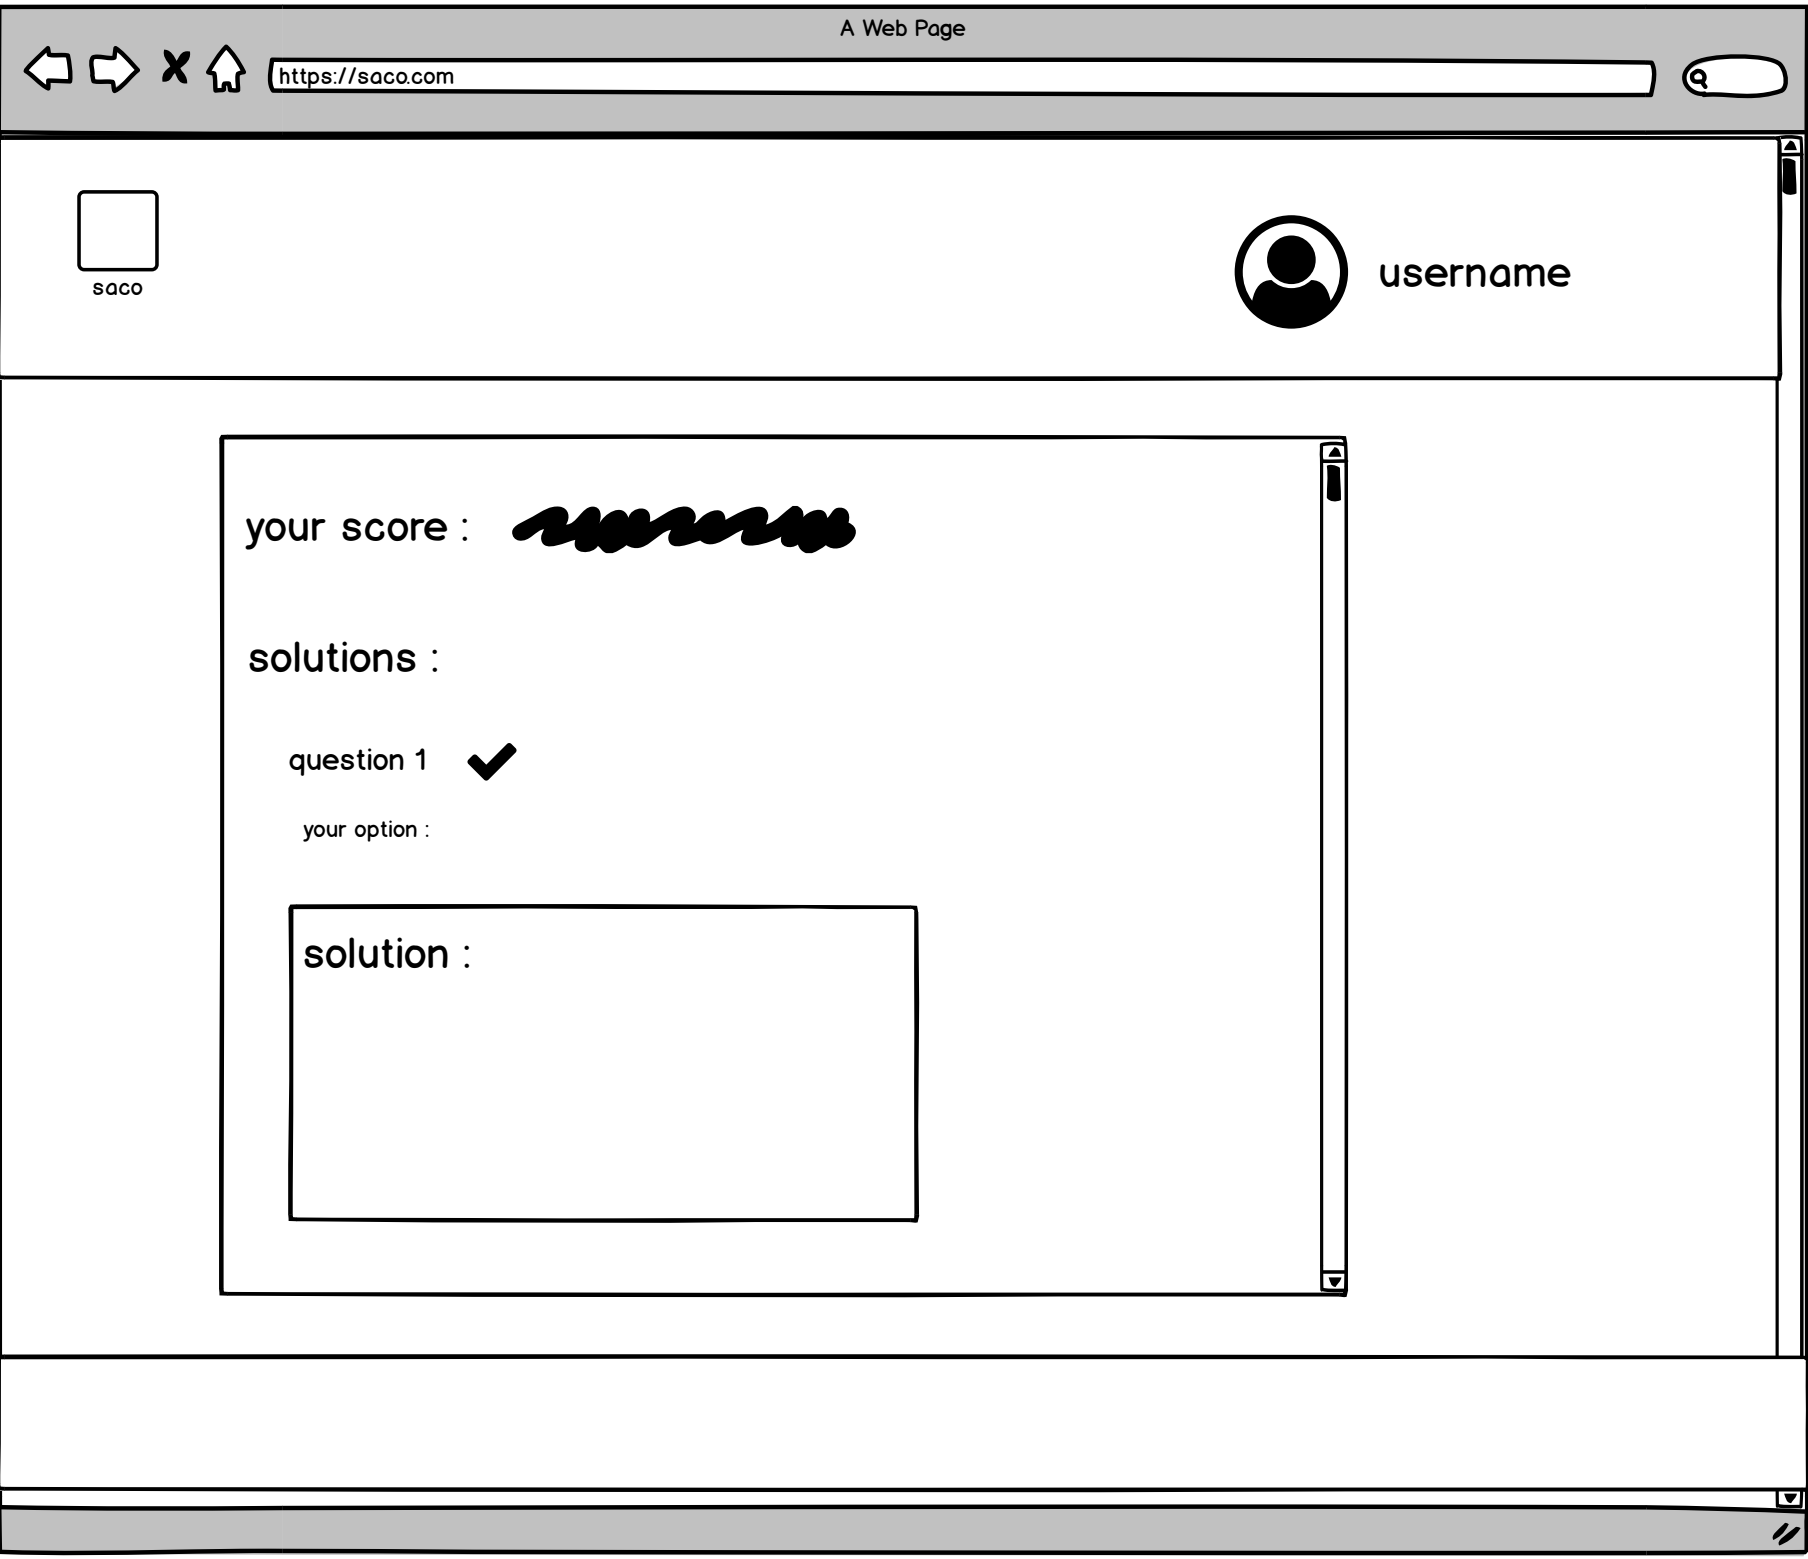 A Web Page
https://saco.com
saco
username
your score :
solutions :
question 1
your option :
solution :